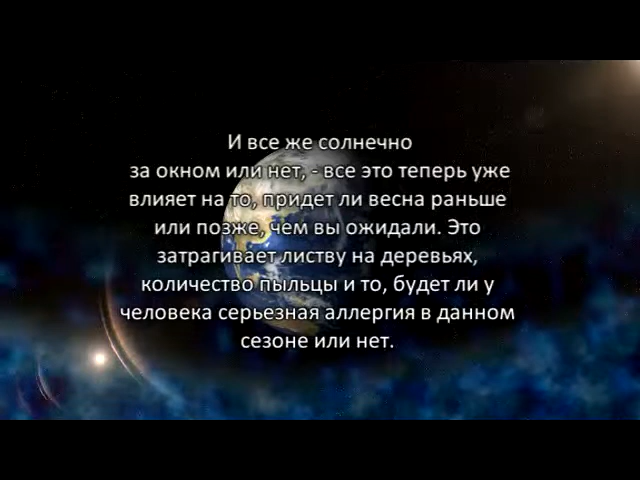 И все же солнечно
за окном или нет, - все это теперь уже
влияет на то, придет ли весна раньше
или позже, чем вы ожидали. Это
затрагивает листву на деревьях,
количество пыльцы и то, будет ли у
человека серьезная аллергия в данном
сезоне или нет.